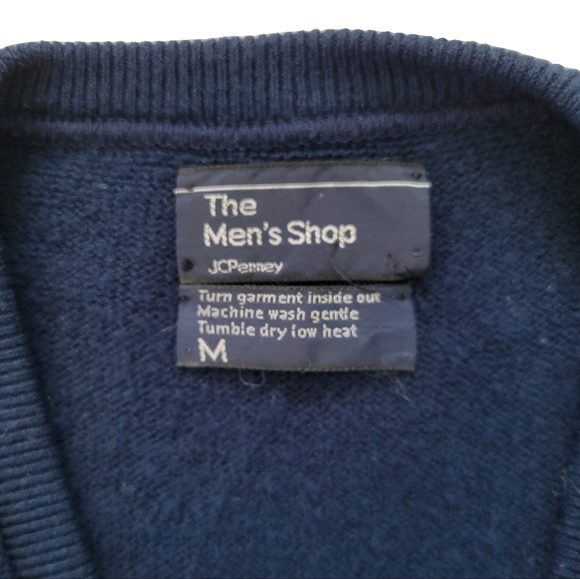 The
Men's Shop
JCPenney
Turn garment inside out
Machine wash gentle
Tumble dry low heat
M